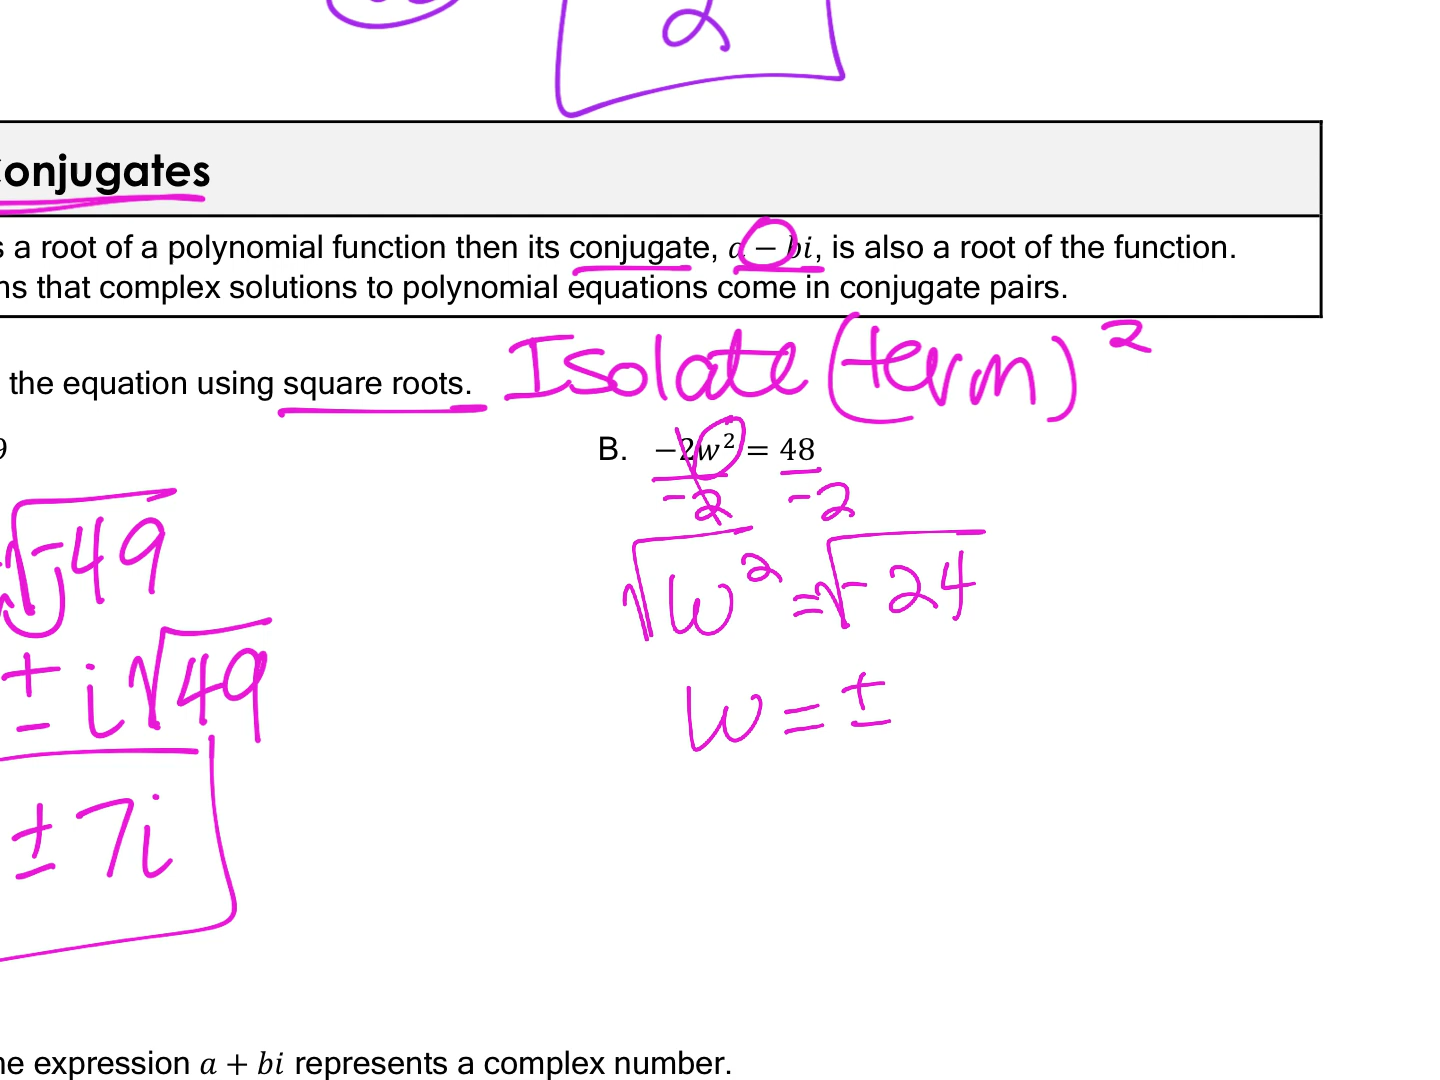 2
Conjugates
s a root of a polynomial function then its conjugate, a − bi, is also a root of the function.
ns that complex solutions to polynomial equations come in conjugate pairs.
the equation using square roots. Isolate (term)²
9 B. −2w² = 48
−2 −2
√-49 √w² = √-24
± i√49 w = ±
± 7i
he expression a + bi represents a complex number.